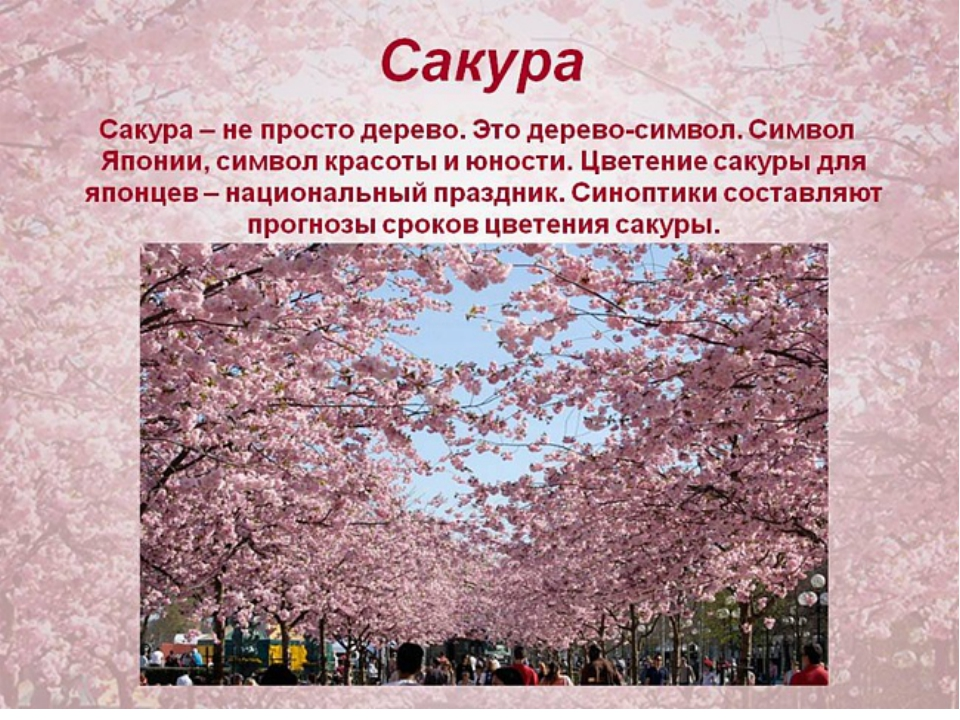 Сакура
Сакура – не просто дерево. Это дерево-символ. Символ
Японии, символ красоты и юности. Цветение сакуры для
японцев – национальный праздник. Синоптики составляют
прогнозы сроков цветения сакуры.